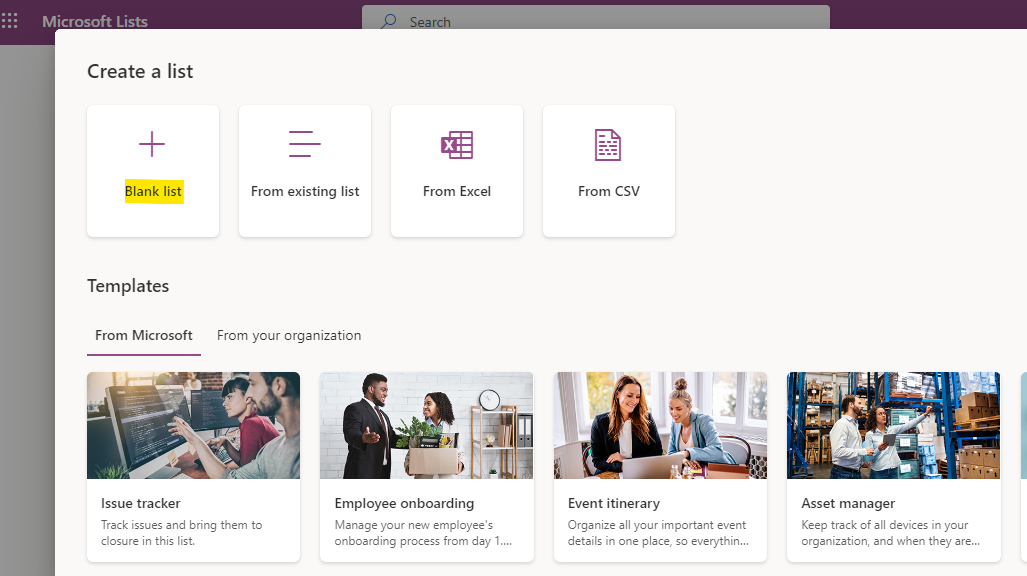 Microsoft Lists
Search
Create a list
Blank list
From existing list
From Excel
From CSV
Templates
From Microsoft
From your organization
Issue tracker
Track issues and bring them to
closure in this list.
Employee onboarding
Manage your new employee's
onboarding process from day 1....
Event itinerary
Organize all your important event
details in one place, so everythin...
Asset manager
Keep track of all devices in your
organization, and when they are...